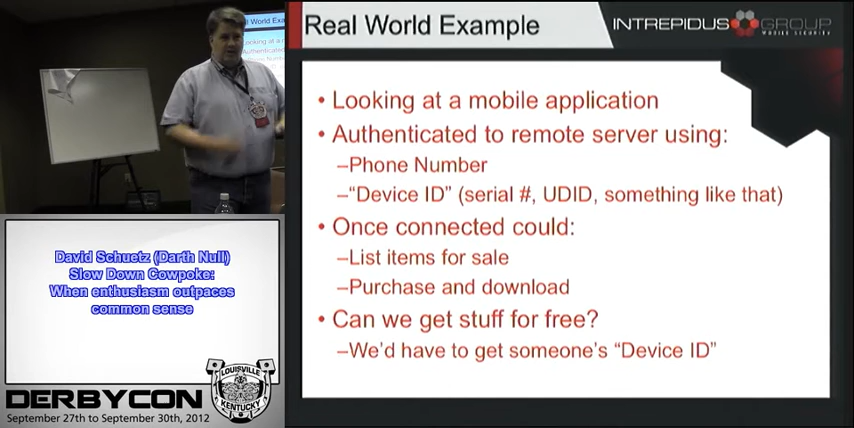 Real World Example
INTREPIDUS GROUP
MOBILE SECURITY
• Looking at a mobile application
• Authenticated to remote server using:
–Phone Number
–“Device ID” (serial #, UDID, something like that)
• Once connected could:
–List items for sale
–Purchase and download
• Can we get stuff for free?
–We’d have to get someone’s “Device ID”
David Schuetz (Darth Null)
Slow Down Cowpoke:
When enthusiasm outpaces
common sense
DERBYCON
September 27th to September 30th, 2012
LOUISVILLE
KENTUCKY